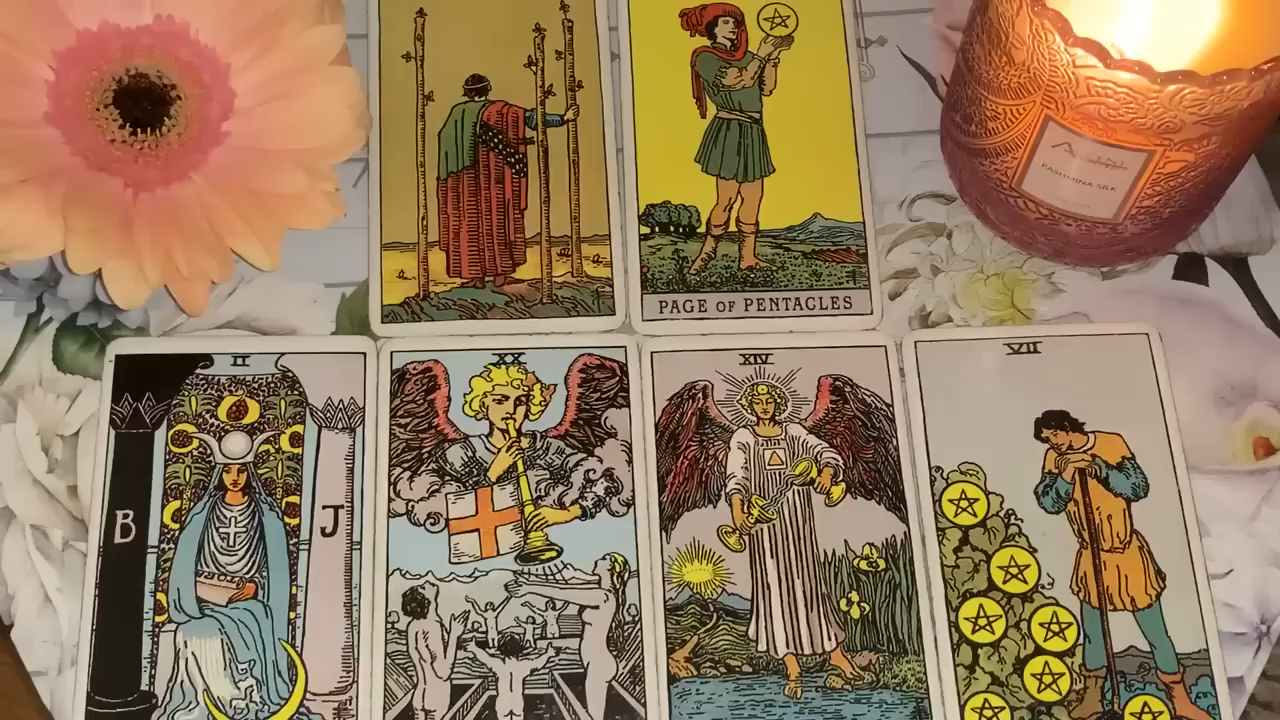 PAGE OF PENTACLES
PASHMINA SILK
II
B
J
XX
XIV
VII